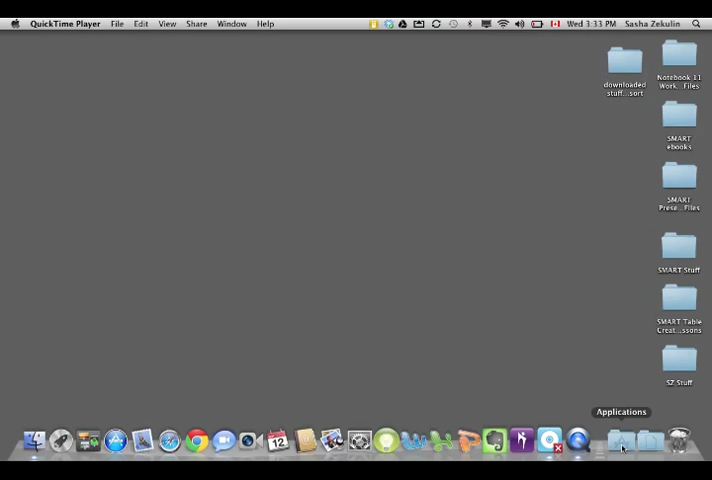 QuickTime Player File Edit View Share Window Help Wed 3:33 PM Sasha Zekulin
downloaded
stuff...sort
Notebook 11
Work...Files
SMART
ebooks
SMART
Prese...Files
SMART Stuff
SMART Table
Creat...ssons
SZ Stuff
Applications
12